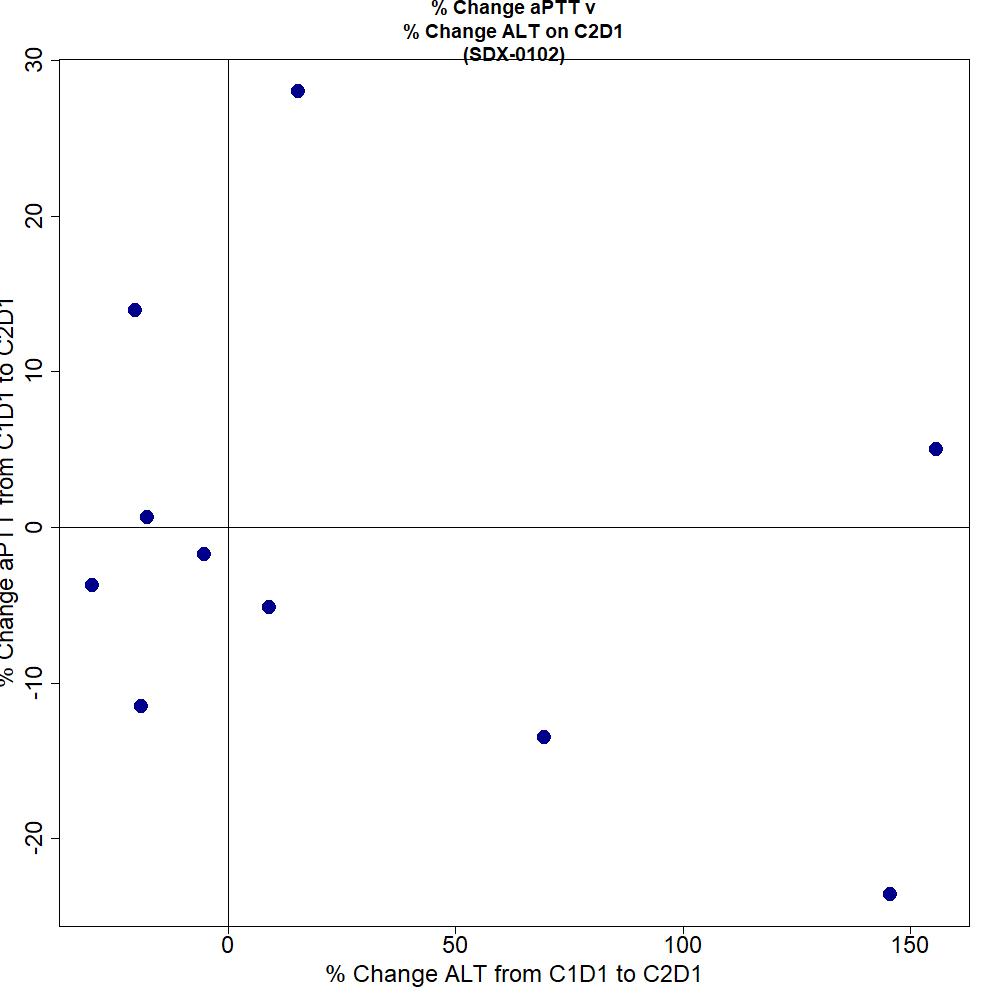 % Change aPTT v
% Change ALT on C2D1
(SDX-0102)
30
20
10
0
-10
-20
% Change aPTT from C1D1 to C2D1
0
50
100
150
% Change ALT from C1D1 to C2D1